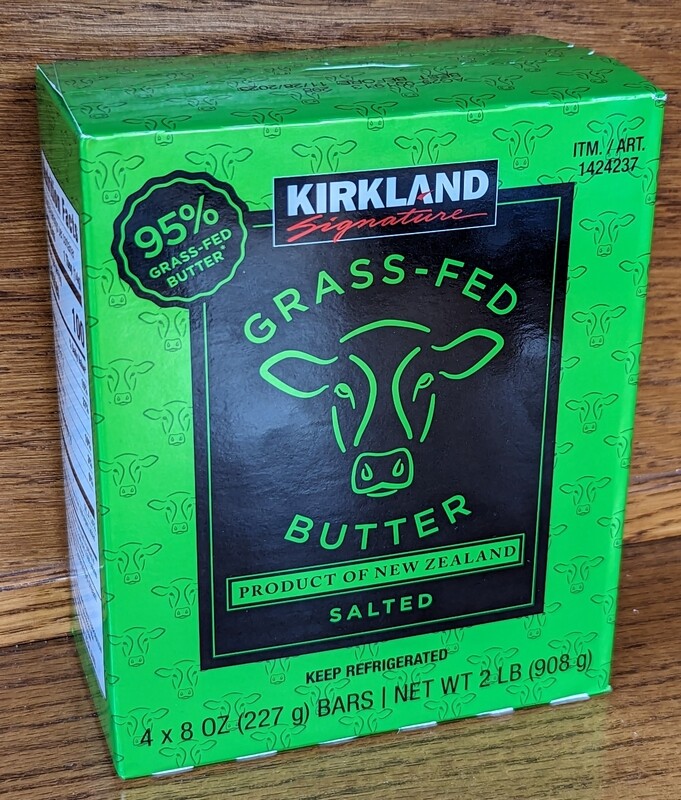 ITM. / ART.
1424237
KIRKLAND
Signature
95%
GRASS-FED
BUTTER*
GRASS-FED
BUTTER
PRODUCT OF NEW ZEALAND
SALTED
KEEP REFRIGERATED
4 x 8 OZ (227 g) BARS | NET WT 2 LB (908 g)
100